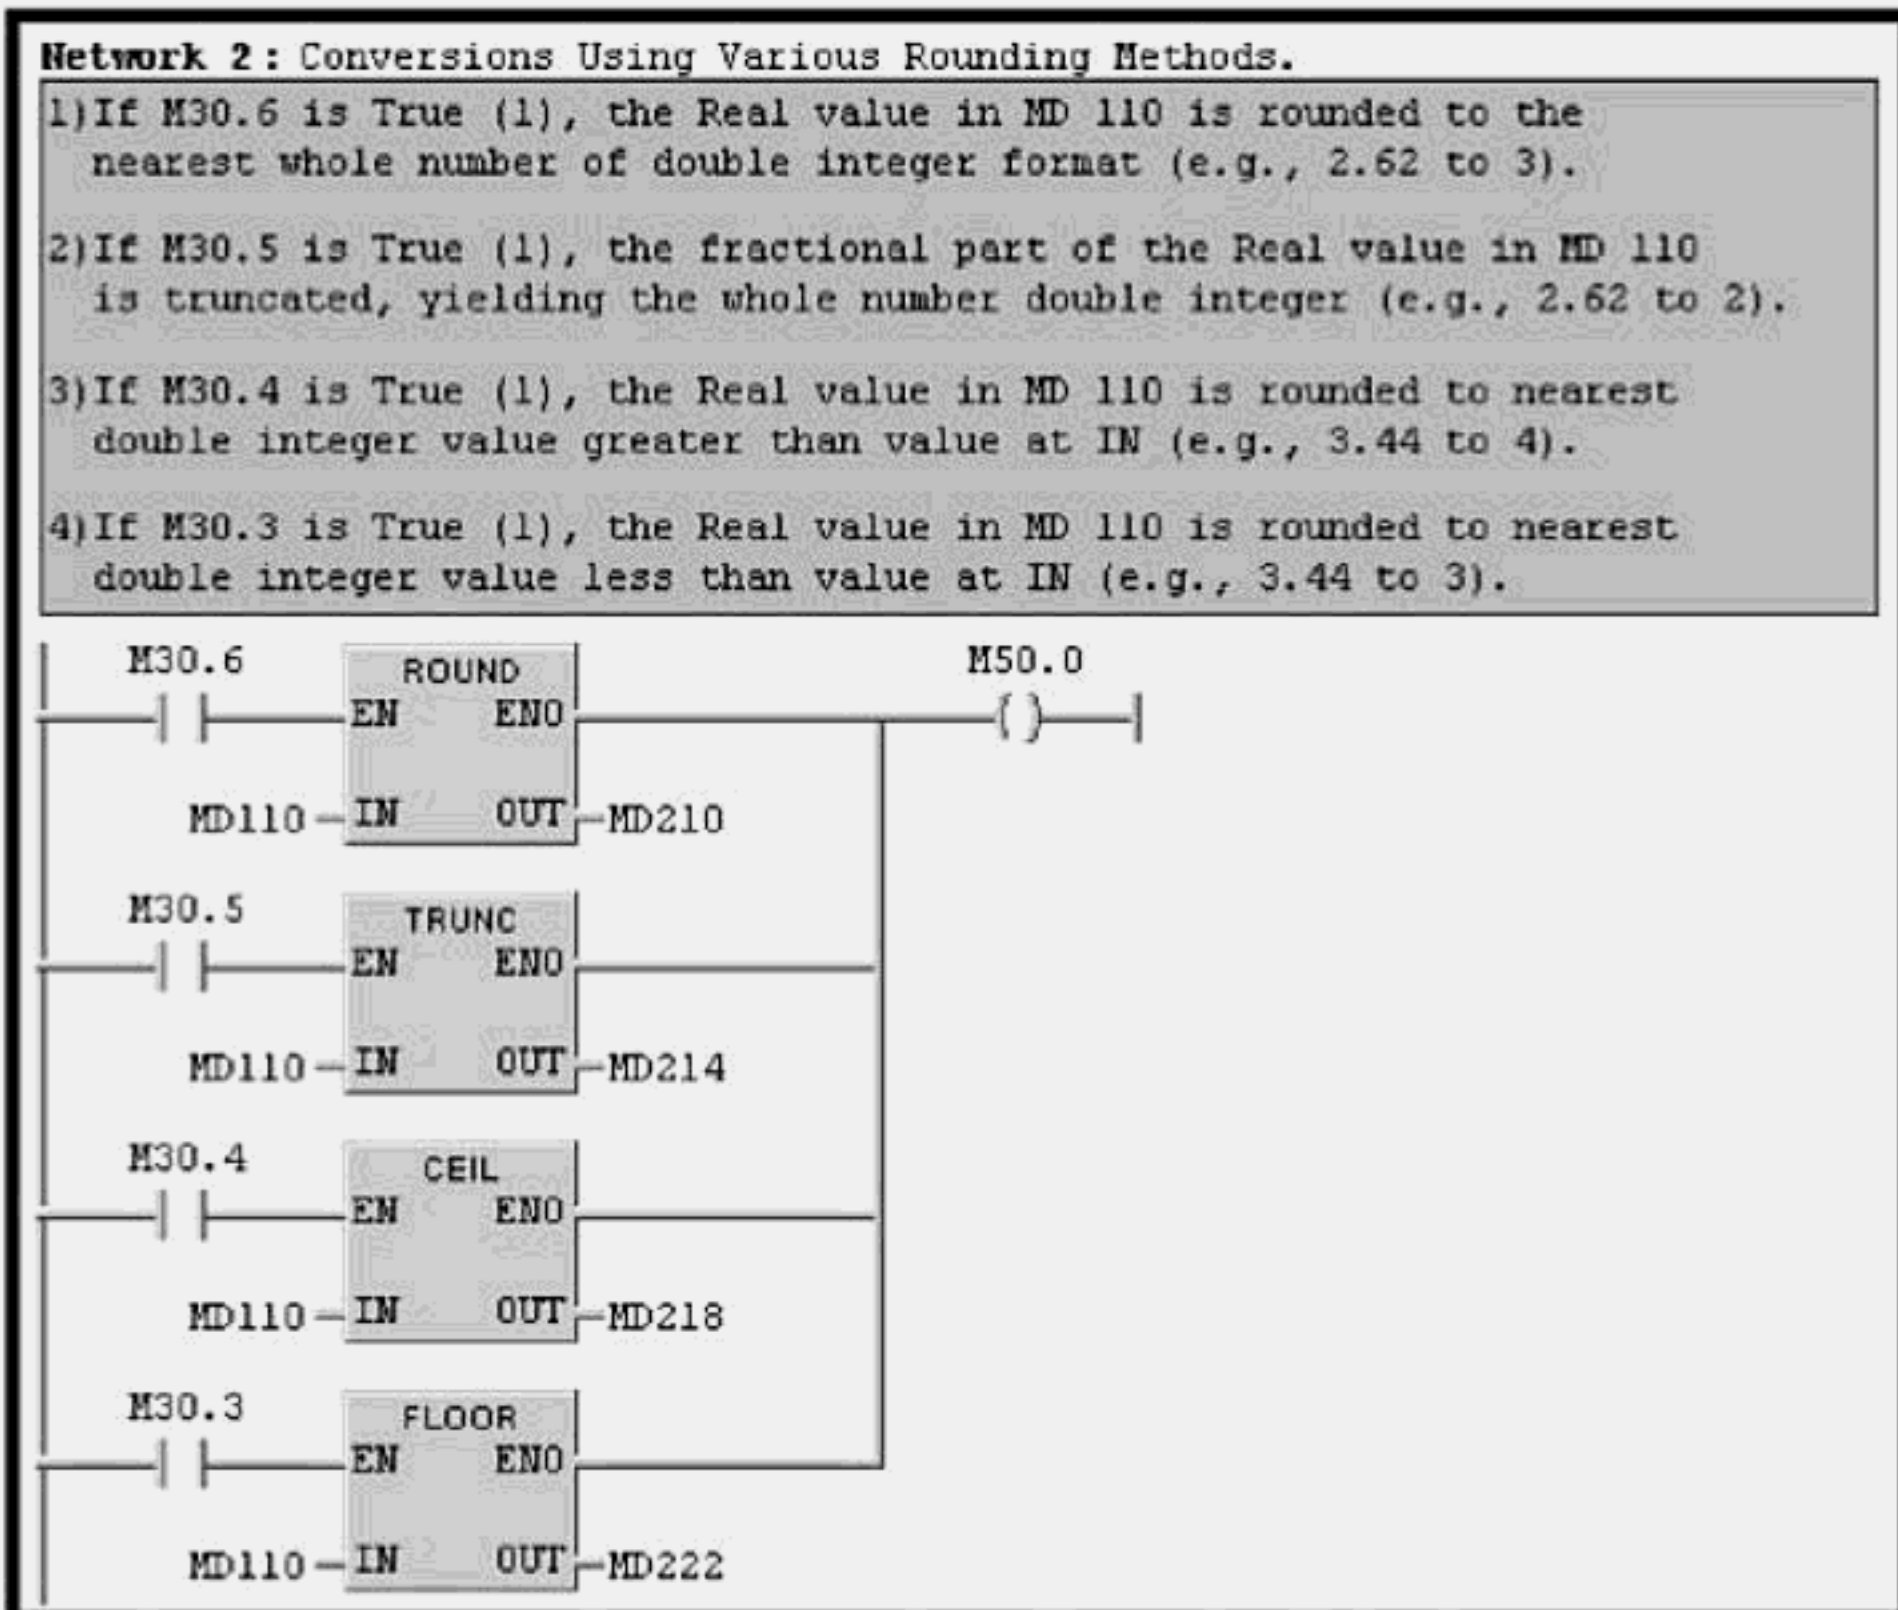 Network 2: Conversions Using Various Rounding Methods.
1)If M30.6 is True (1), the Real value in MD 110 is rounded to the
nearest whole number of double integer format (e.g., 2.62 to 3).
2)If M30.5 is True (1), the fractional part of the Real value in MD 110
is truncated, yielding the whole number double integer (e.g., 2.62 to 2).
3)If M30.4 is True (1), the Real value in MD 110 is rounded to nearest
double integer value greater than value at IN (e.g., 3.44 to 4).
4)If M30.3 is True (1), the Real value in MD 110 is rounded to nearest
double integer value less than value at IN (e.g., 3.44 to 3).
M30.6 ROUND M50.0
EN ENO
MD110 IN OUT MD210
M30.5 TRUNC
EN ENO
MD110 IN OUT MD214
M30.4 CEIL
EN ENO
MD110 IN OUT MD218
M30.3 FLOOR
EN ENO
MD110 IN OUT MD222